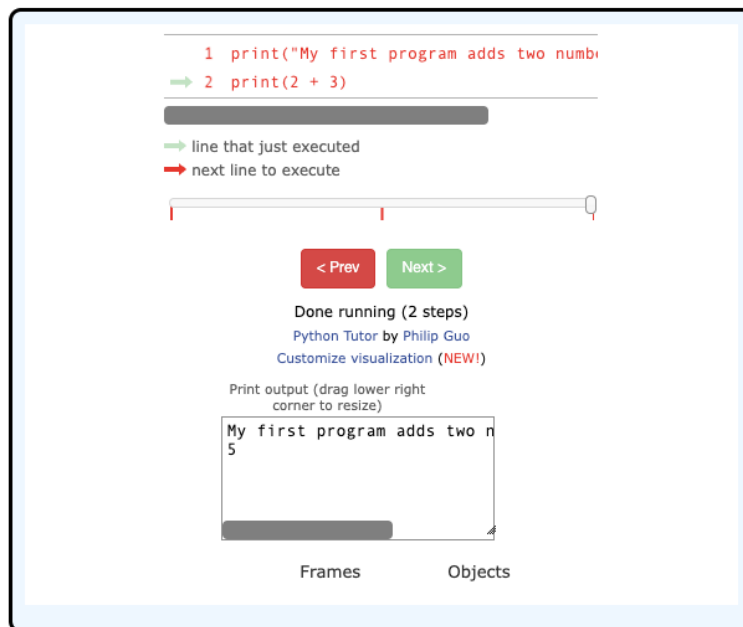 1 print("My first program adds two numb
2 print(2 + 3)
line that just executed
next line to execute
< Prev Next >
Done running (2 steps)
Python Tutor by Philip Guo
Customize visualization (NEW!)
Print output (drag lower right
corner to resize)
My first program adds two n
5
Frames Objects